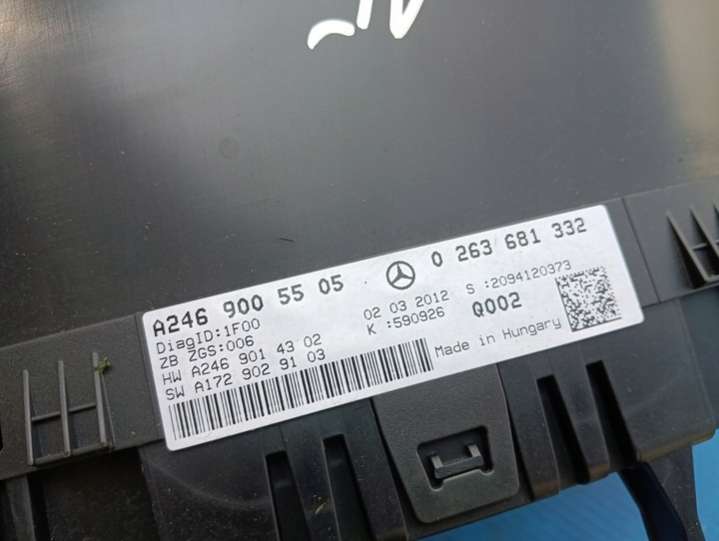 A246 900 55 05 0 263 681 332
DiagID:1F00 02 03 2012 S :2094120373
ZB ZGS:006 K :590926 Q002
HW A246 901 43 02
SW A172 902 91 03 Made in Hungary